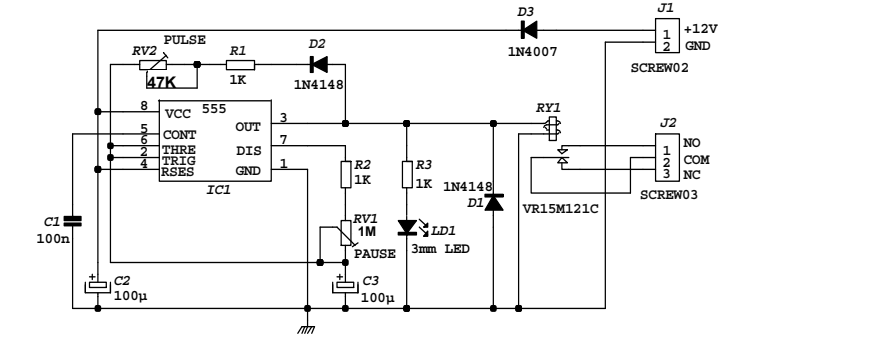 D3
J1
1N4007
1
+12V
2
GND
SCREW02
PULSE
RV2
R1
D2
47K
1K
1N4148
8
VCC
555
3
OUT
5
CONT
6
THRE
7
DIS
2
TRIG
4
RSES
1
GND
IC1
RY1
J2
1
NO
2
COM
3
NC
SCREW03
VR15M121C
R2
1K
R3
1K
1N4148
D1
RV1
1M
PAUSE
LD1
3mm LED
C1
100n
+
C2
100µ
+
C3
100µ